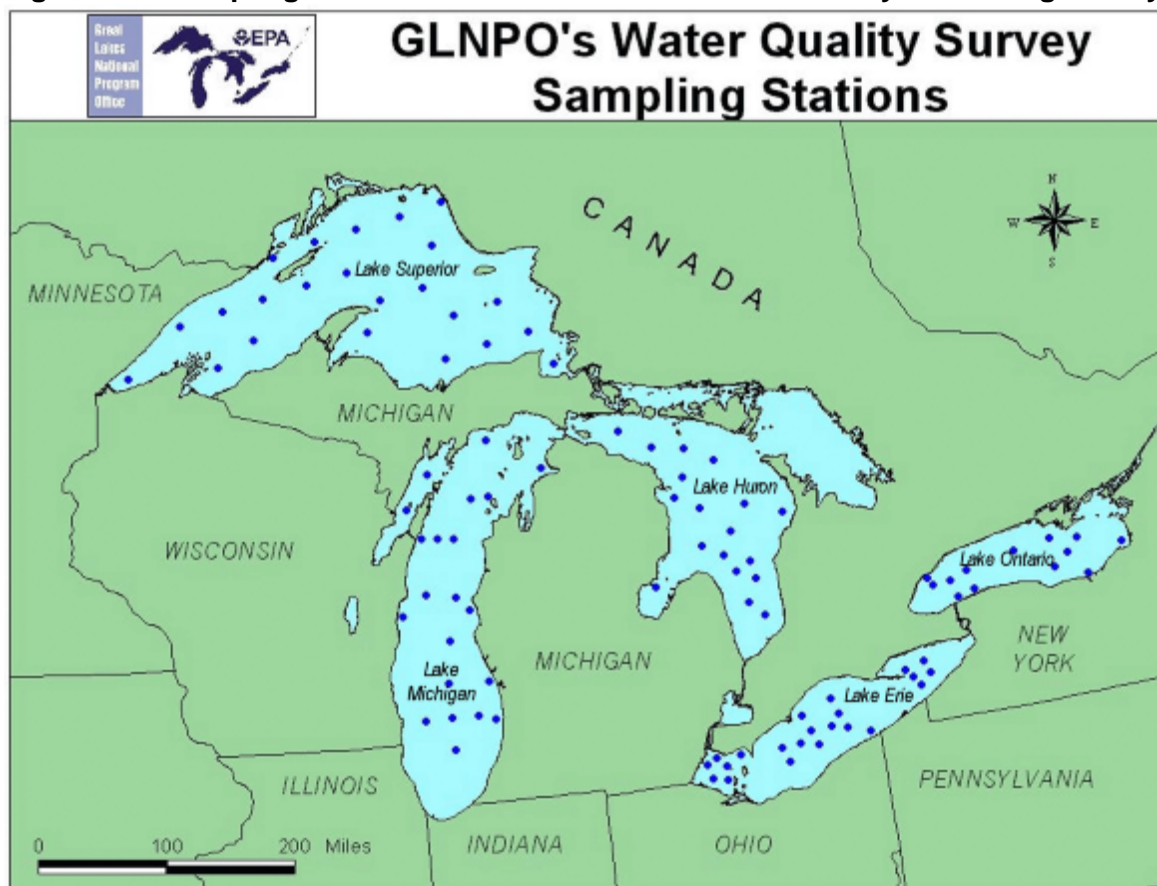 Great
Lakes
National
Program
Office
EPA
GLNPO's Water Quality Survey
Sampling Stations
CANADA
N
W E
S
MINNESOTA
Lake Superior
MICHIGAN
Lake Huron
WISCONSIN
Lake Ontario
MICHIGAN
NEW
YORK
Lake
Michigan
Lake Erie
ILLINOIS
PENNSYLVANIA
INDIANA
OHIO
0 100 200 Miles